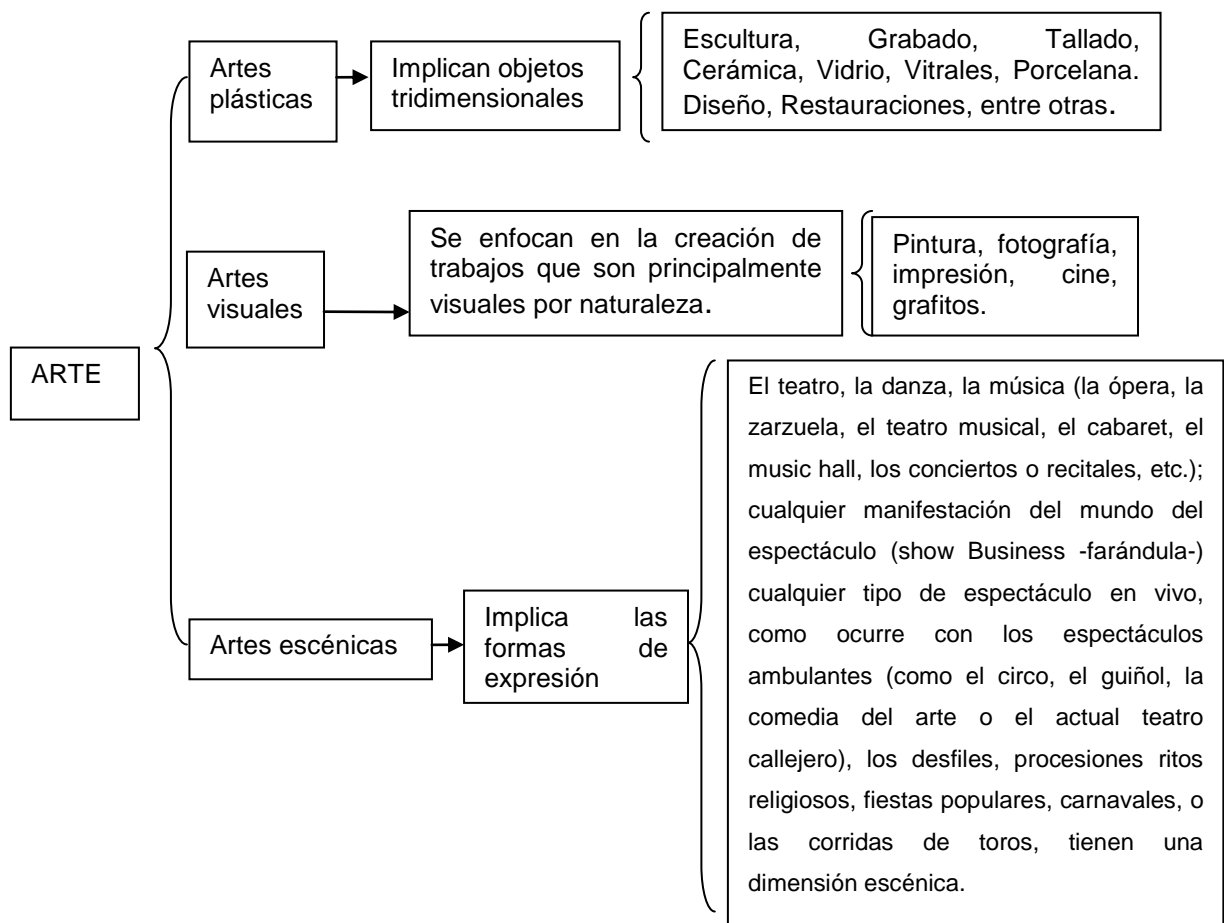 Artes
plásticas
Implican objetos
tridimensionales
Escultura, Grabado, Tallado,
Cerámica, Vidrio, Vitrales, Porcelana.
Diseño, Restauraciones, entre otras.
Artes
visuales
Se enfocan en la creación de
trabajos que son principalmente
visuales por naturaleza.
Pintura, fotografía,
impresión, cine,
grafitos.
ARTE
Artes escénicas
Implica las
formas de
expresión
El teatro, la danza, la música (la ópera, la
zarzuela, el teatro musical, el cabaret, el
music hall, los conciertos o recitales, etc.);
cualquier manifestación del mundo del
espectáculo (show Business -farándula-)
cualquier tipo de espectáculo en vivo,
como ocurre con los espectáculos
ambulantes (como el circo, el guiñol, la
comedia del arte o el actual teatro
callejero), los desfiles, procesiones ritos
religiosos, fiestas populares, carnavales, o
las corridas de toros, tienen una
dimensión escénica.